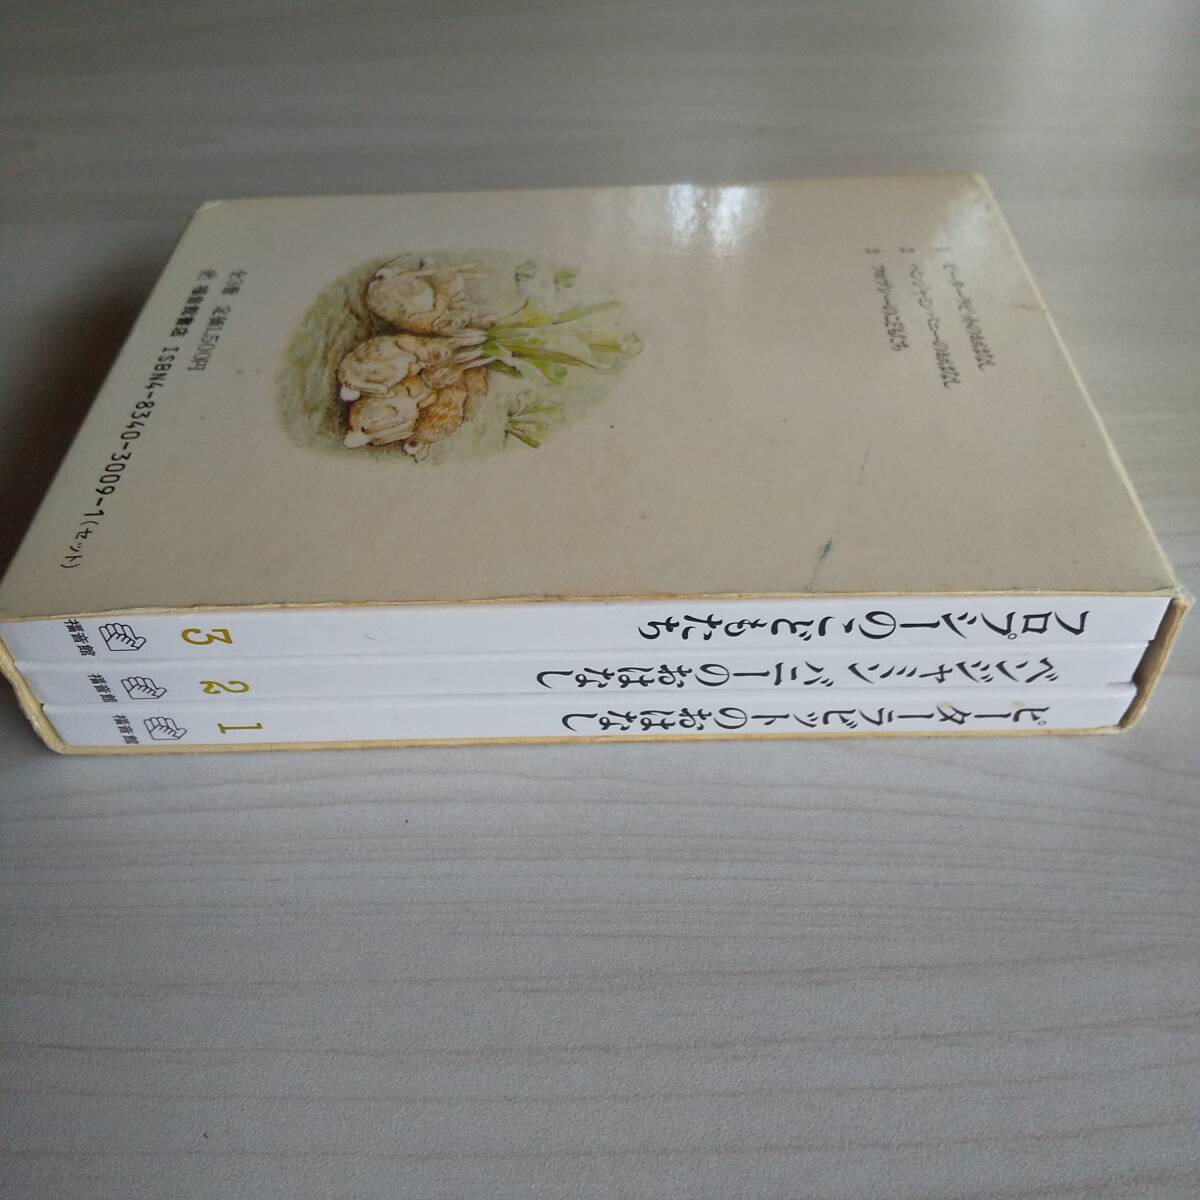 1 ピーターラビットのおはなし
2 ベンジャミン バニーのおはなし
3 フロプシーのこどもたち
全3巻 定価1,500円
福音館書店 ISBN4-8340-3009-1(セット)
フロプシーのこどもたち 3 福音館
ベンジャミン バニーのおはなし 2 福音館
ピーターラビットのおはなし 1 福音館